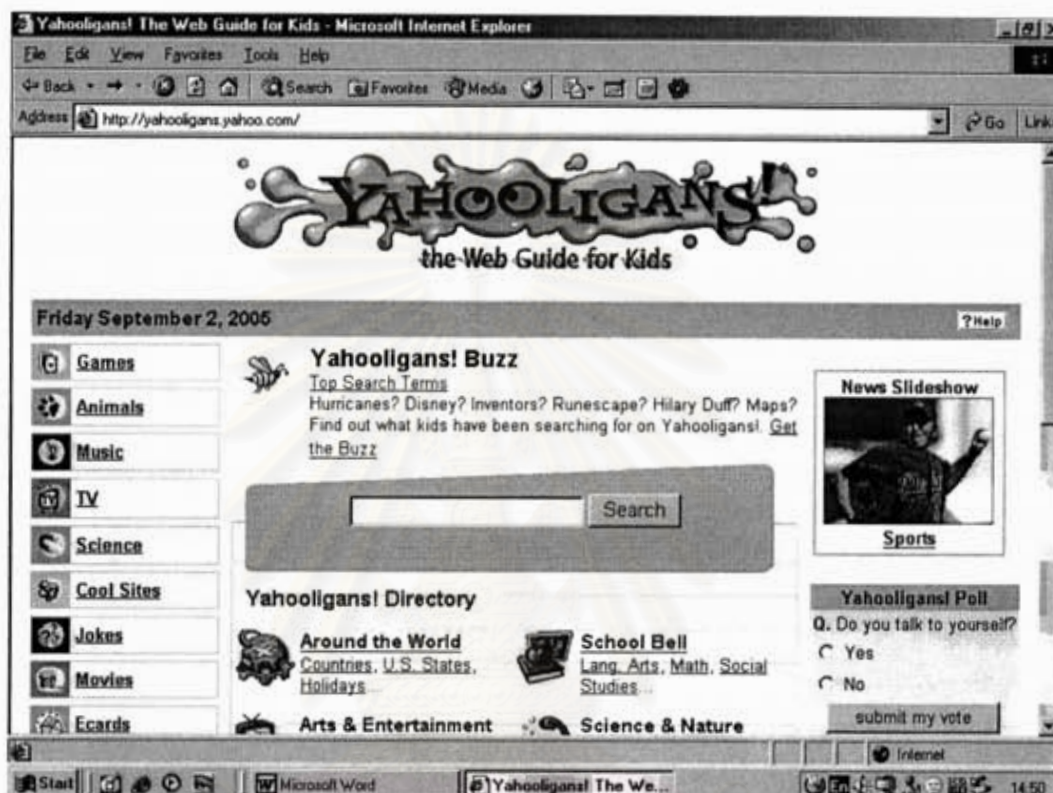 Yahooligans! The Web Guide for Kids - Microsoft Internet Explorer
File Edit View Favorites Tools Help
Back Search Favorites Media
Address http://yahooligans.yahoo.com/ Go Link
YAHOOLIGANS!
the Web Guide for Kids
Friday September 2, 2005
? Help
Games
Animals
Music
TV
Science
Cool Sites
Jokes
Movies
Ecards
Yahooligans! Buzz
Top Search Terms
Hurricanes? Disney? Inventors? Runescape? Hilary Duff? Maps?
Find out what kids have been searching for on Yahooligans!. Get
the Buzz
Search
Yahooligans! Directory
Around the World
Countries, U.S. States,
Holidays...
School Bell
Lang. Arts, Math, Social
Studies...
Arts & Entertainment
Science & Nature
News Slideshow
Sports
Yahooligans! Poll
Q. Do you talk to yourself?
Yes
No
submit my vote
Internet
Start Microsoft Word Yahooligans! The We... 14:50